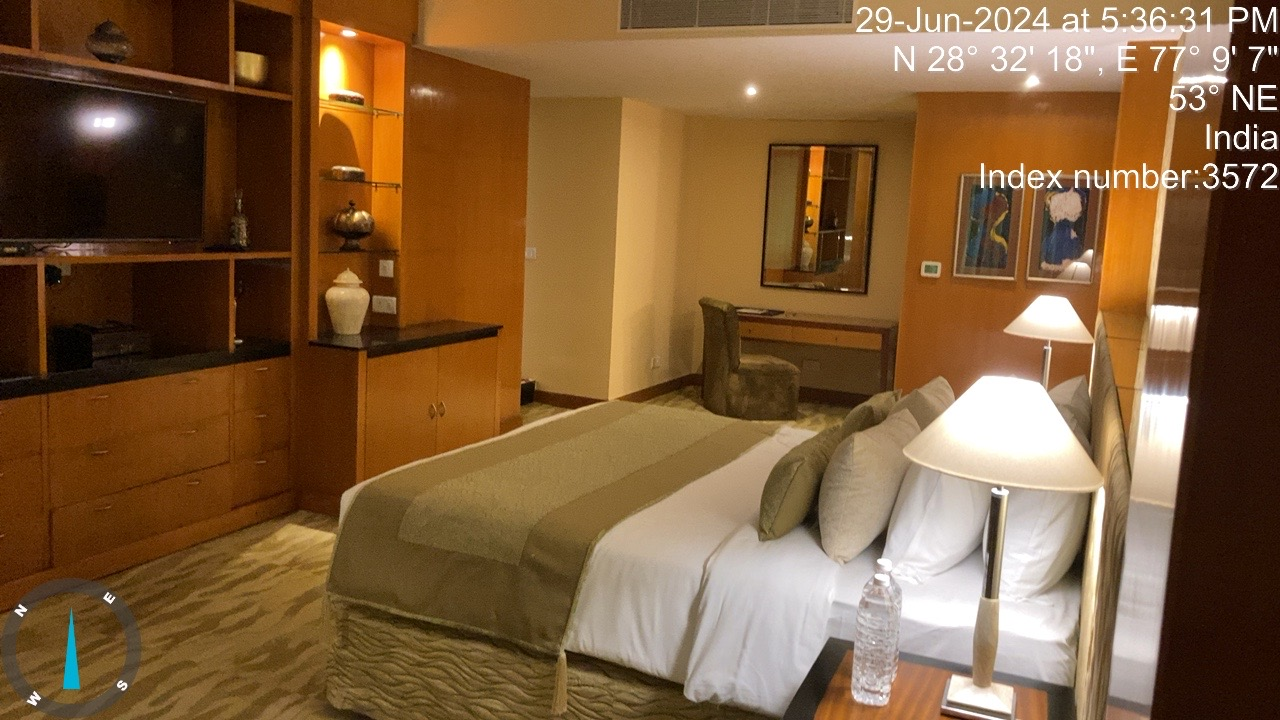 29-Jun-2024 at 5:36:31 PM
N 28° 32' 18", E 77° 9' 7"
53° NE
India
Index number:3572
N
E
W
S